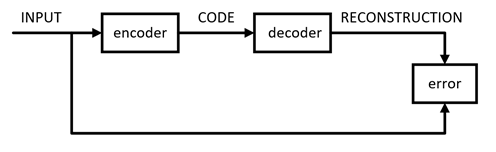 INPUT
encoder
CODE
decoder
RECONSTRUCTION
error